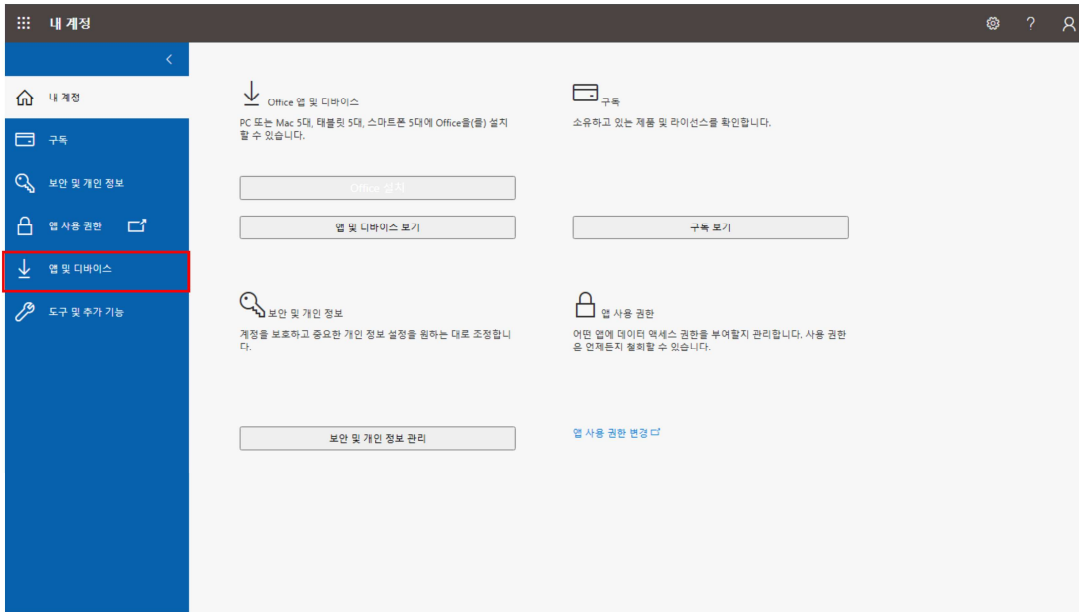 내 계정
?
내 계정
구독
보안 및 개인 정보
앱 사용 권한
앱 및 디바이스
도구 및 추가 기능
Office 앱 및 디바이스
PC 또는 Mac 5대, 태블릿 5대, 스마트폰 5대에 Office을(를) 설치
할 수 있습니다.
Office 설치
앱 및 디바이스 보기
구독
소유하고 있는 제품 및 라이선스를 확인합니다.
구독 보기
보안 및 개인 정보
계정을 보호하고 중요한 개인 정보 설정을 원하는 대로 조정합니
다.
보안 및 개인 정보 관리
앱 사용 권한
어떤 앱에 데이터 액세스 권한을 부여할지 관리합니다. 사용 권한
은 언제든지 철회할 수 있습니다.
앱 사용 권한 변경